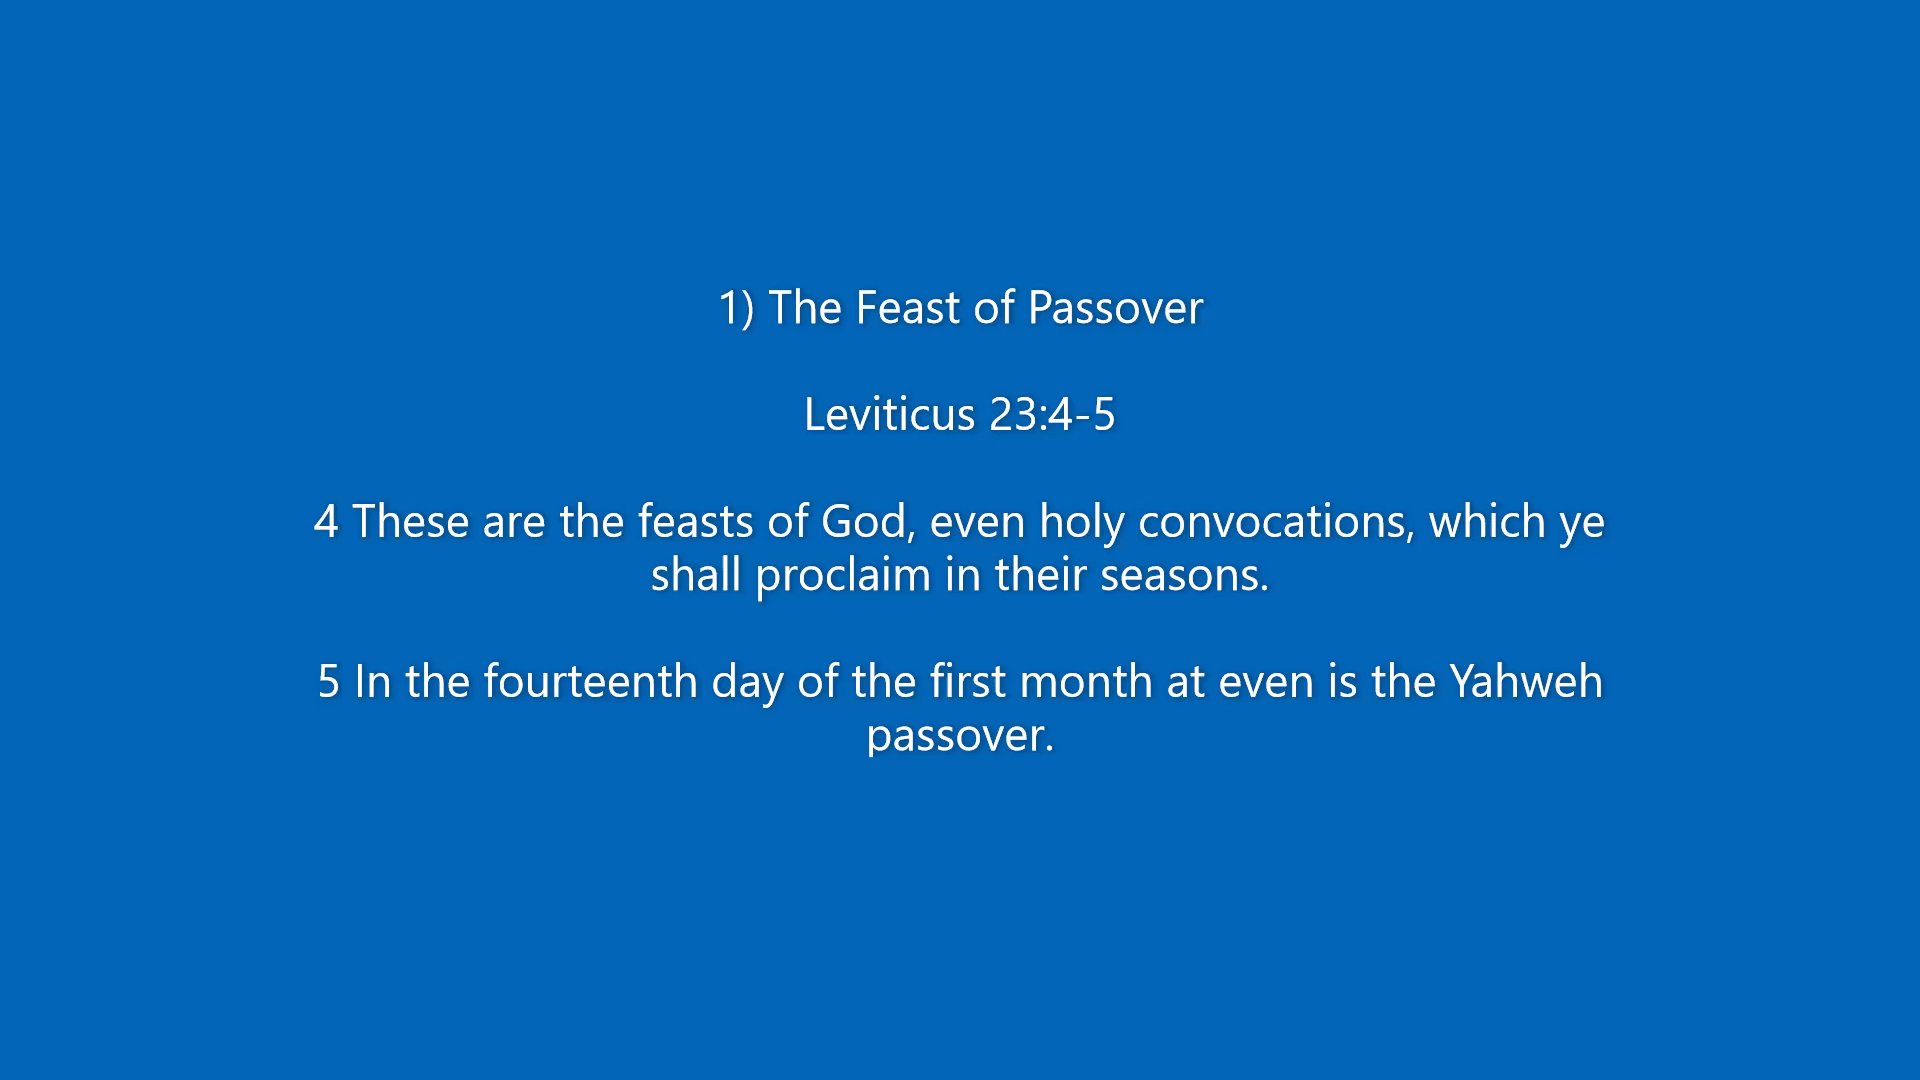 1) The Feast of Passover
Leviticus 23:4-5
4 These are the feasts of God, even holy convocations, which ye
shall proclaim in their seasons.
5 In the fourteenth day of the first month at even is the Yahweh
passover.